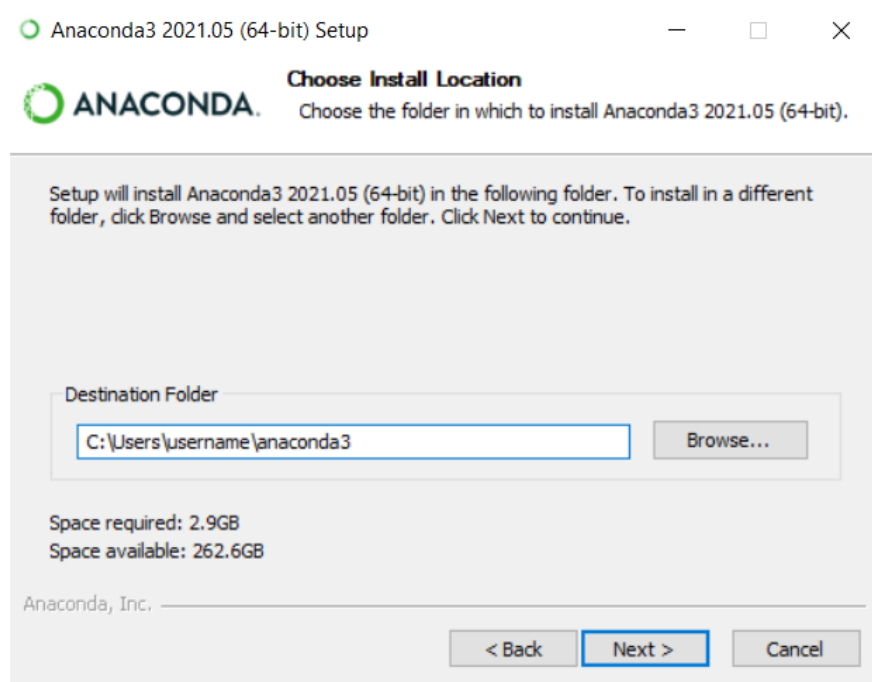 Anaconda3 2021.05 (64-bit) Setup
ANACONDA.
Choose Install Location
Choose the folder in which to install Anaconda3 2021.05 (64-bit).
Setup will install Anaconda3 2021.05 (64-bit) in the following folder. To install in a different
folder, click Browse and select another folder. Click Next to continue.
Destination Folder
C:\Users\username\anaconda3
Browse...
Space required: 2.9GB
Space available: 262.6GB
Anaconda, Inc.
< Back
Next >
Cancel